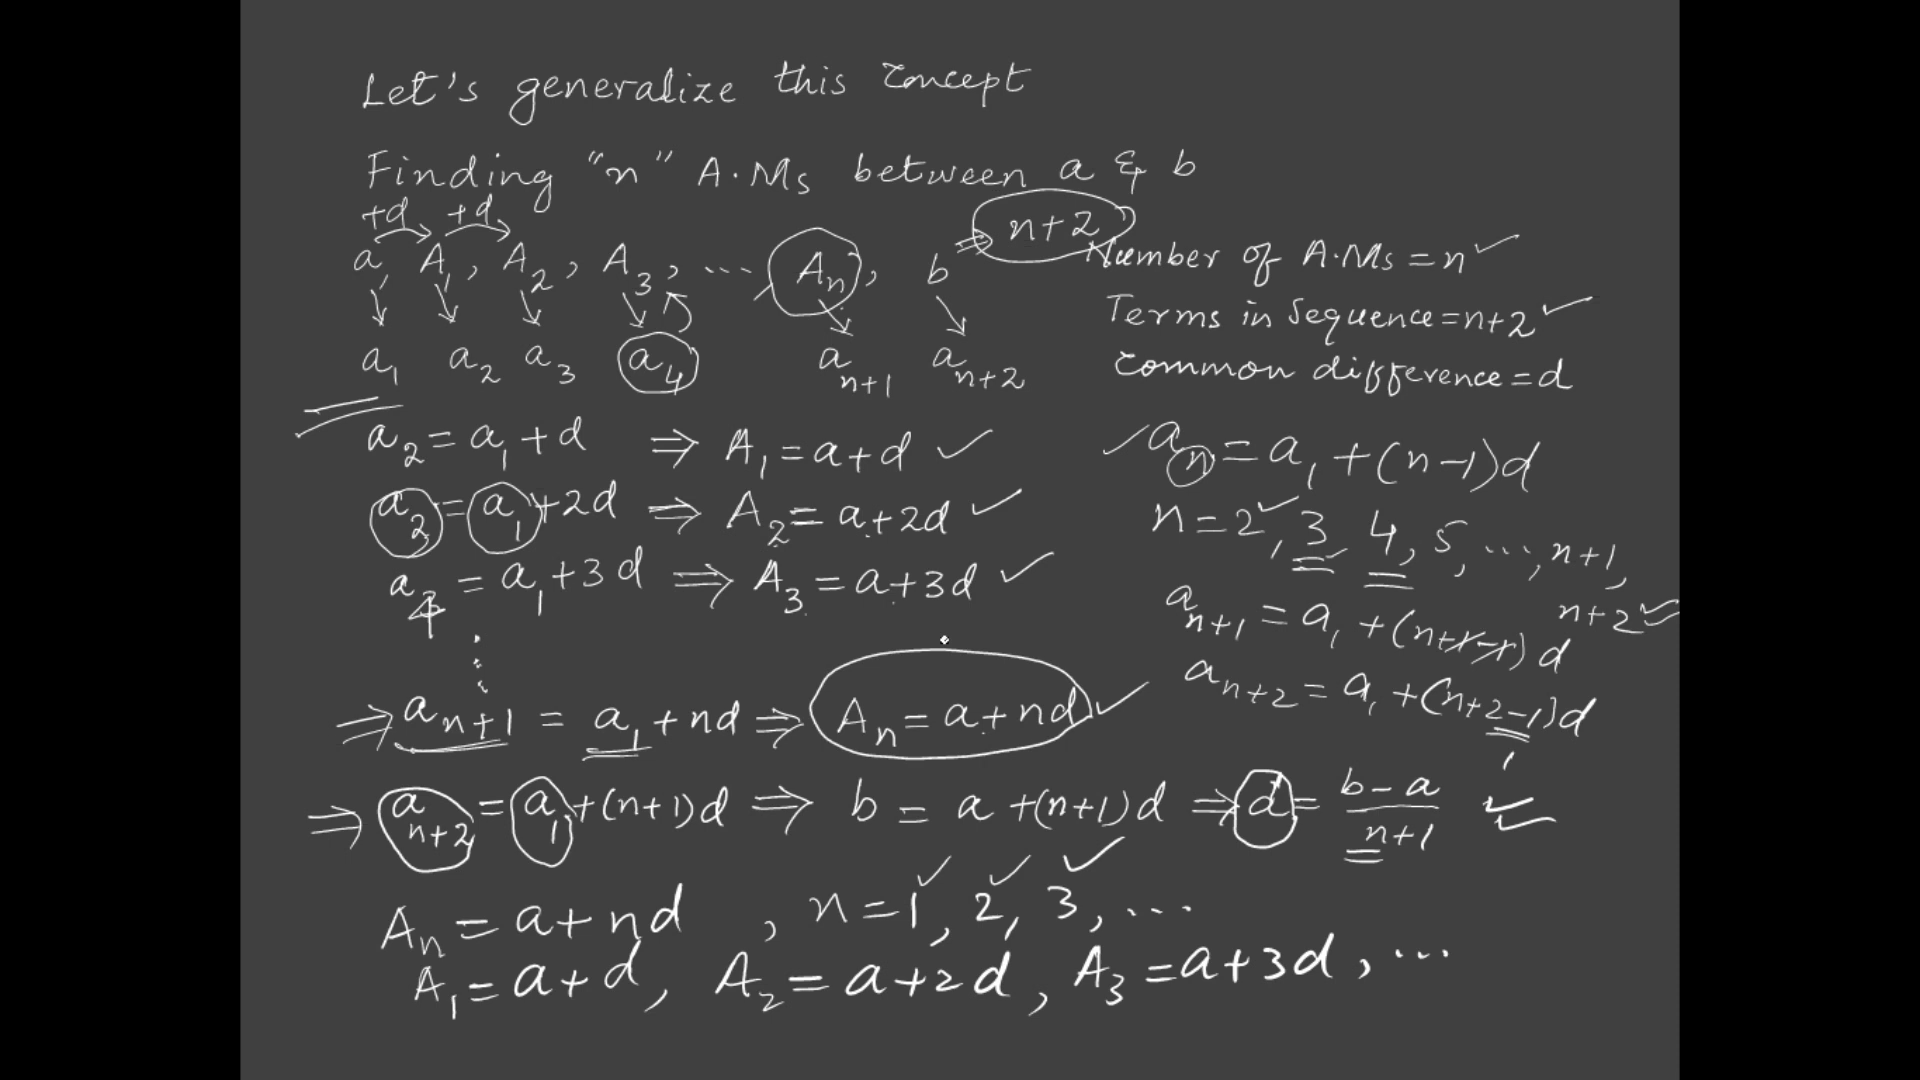 Let's generalize this concept
Finding "n" A.Ms between a & b
+d +d
a, A₁, A₂, A₃, ... Aₙ, b ⇒ n+2
a₁ a₂ a₃ a₄ aₙ₊₁ aₙ₊₂
Number of A.Ms = n ✓
Terms in Sequence = n+2 ✓
Common difference = d
a₂ = a₁ + d ⇒ A₁ = a + d ✓
a₃ = a₁ + 2d ⇒ A₂ = a + 2d ✓
a₄ = a₁ + 3d ⇒ A₃ = a + 3d ✓
⋮
⇒ aₙ₊₁ = a₁ + nd ⇒ Aₙ = a + nd ✓
✓ aₙ = a₁ + (n-1)d
n = 2, 3, 4, 5, ..., n+1,
n+2 ✓
aₙ₊₁ = a₁ + (n+1-1)d
aₙ₊₂ = a₁ + (n+2-1)d
1
⇒ aₙ₊₂ = a₁ + (n+1)d ⇒ b = a + (n+1)d ⇒ d = (b-a)/(n+1) ✓
Aₙ = a + nd , n = 1, 2, 3, ...
A₁ = a + d, A₂ = a + 2d, A₃ = a + 3d, ...